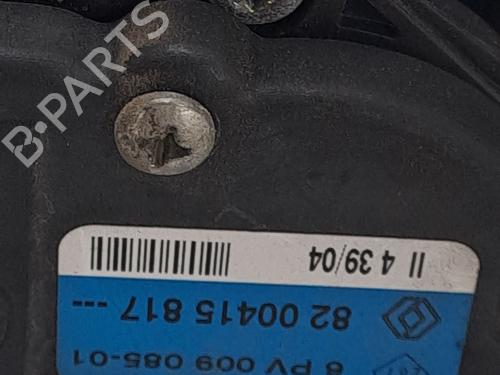 B-PARTS
6 PV 009 085-01
82 00415 817 ---
II 4 39/04